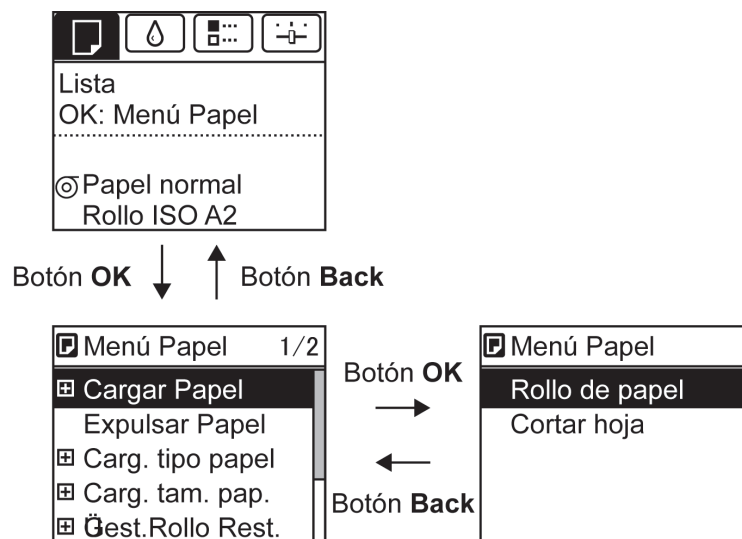 Lista
OK: Menú Papel
Papel normal
Rollo ISO A2
Botón OK
Botón Back
Menú Papel 1/2
Cargar Papel
Expulsar Papel
Carg. tipo papel
Carg. tam. pap.
G̈est.Rollo Rest.
Botón OK
Botón Back
Menú Papel
Rollo de papel
Cortar hoja